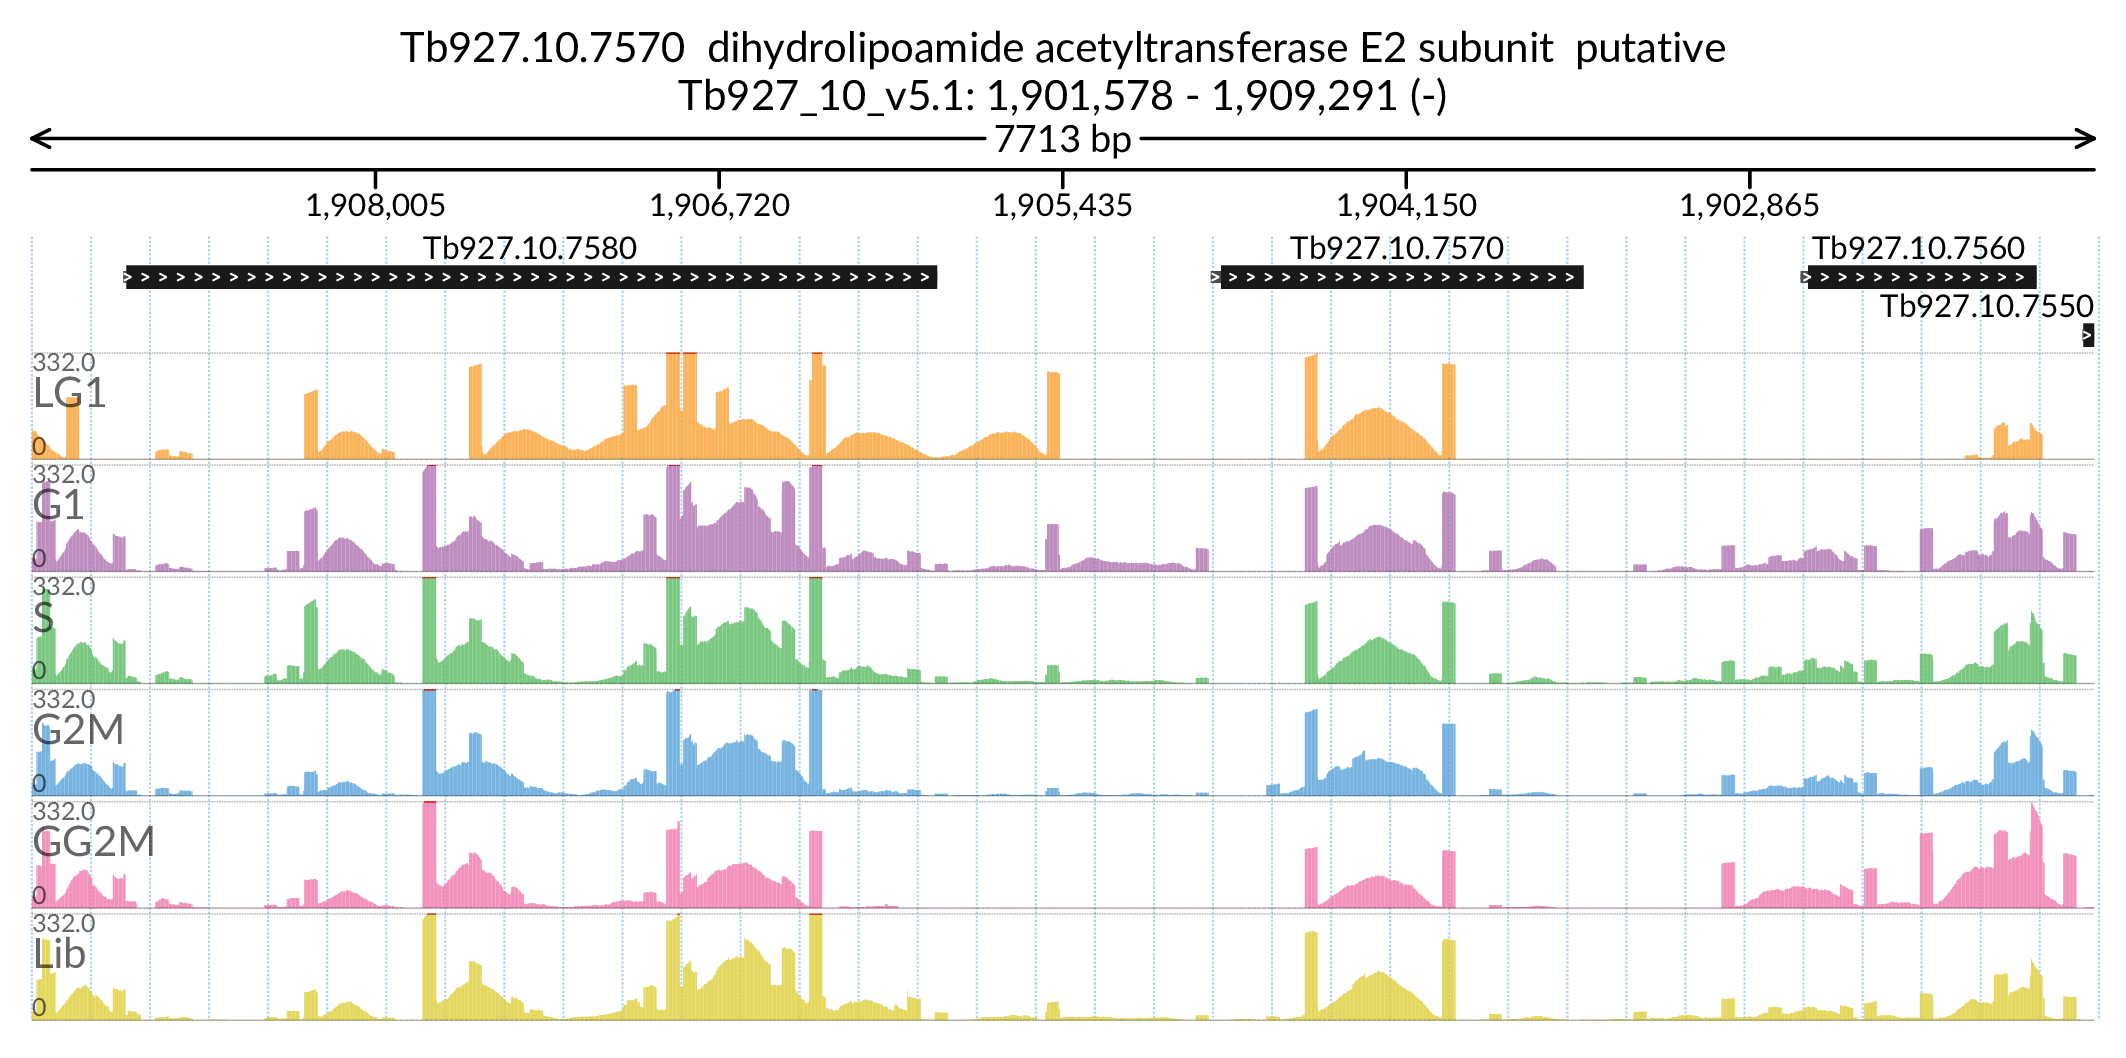 Tb927.10.7570  dihydrolipoamide acetyltransferase E2 subunit  putative
Tb927_10_v5.1: 1,901,578 - 1,909,291 (-)
7713 bp
1,908,005 1,906,720 1,905,435 1,904,150 1,902,865
Tb927.10.7580 Tb927.10.7570 Tb927.10.7560
Tb927.10.7550
332.0
LG1
0
332.0
G1
0
332.0
S
0
332.0
G2M
0
332.0
GG2M
0
332.0
Lib
0